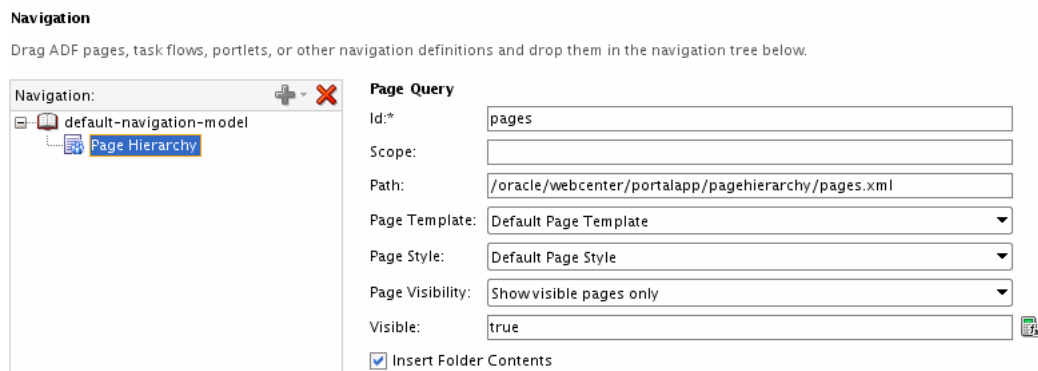 Navigation
Drag ADF pages, task flows, portlets, or other navigation definitions and drop them in the navigation tree below.
Navigation:
default-navigation-model
Page Hierarchy
Page Query
Id:* pages
Scope:
Path: /oracle/webcenter/portalapp/pagehierarchy/pages.xml
Page Template: Default Page Template
Page Style: Default Page Style
Page Visibility: Show visible pages only
Visible: true
Insert Folder Contents